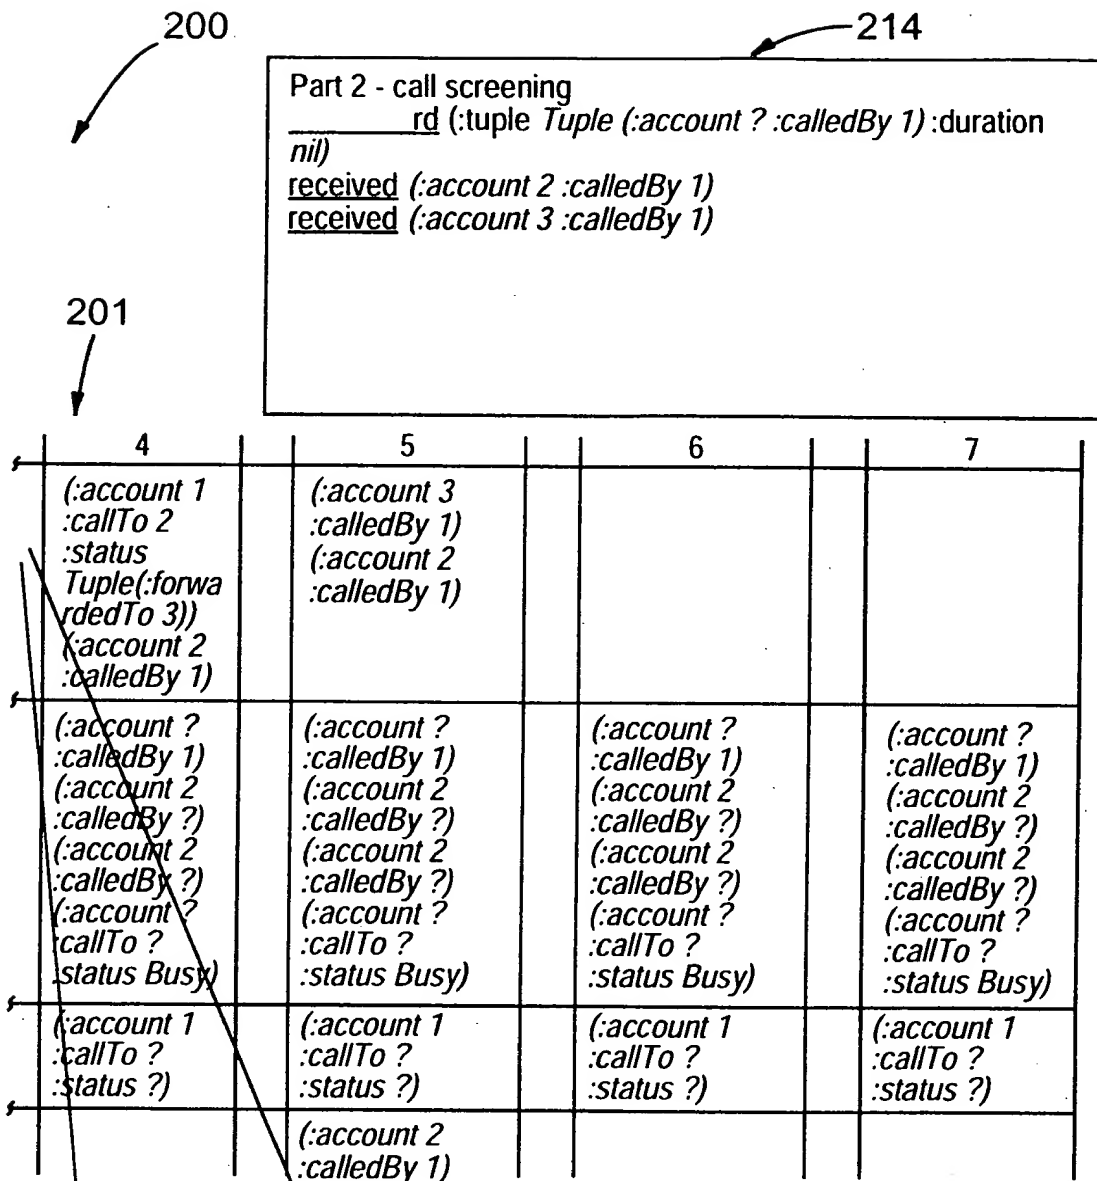 200
214
Part 2 - call screening
rd (:tuple Tuple (:account ? :calledBy 1) :duration
nil)
received (:account 2 :calledBy 1)
received (:account 3 :calledBy 1)
201
4
5
6
7
(:account 1
:callTo 2
:status
Tuple(:forwa
rdedTo 3))
(:account 2
:calledBy 1)
(:account 3
:calledBy 1)
(:account 2
:calledBy 1)
(:account ?
:calledBy 1)
(:account 2
:calledBy ?)
(:account 2
:calledBy ?)
(:account ?
:callTo ?
:status Busy)
(:account ?
:calledBy 1)
(:account 2
:calledBy ?)
(:account 2
:calledBy ?)
(:account ?
:callTo ?
:status Busy)
(:account ?
:calledBy 1)
(:account 2
:calledBy ?)
(:account 2
:calledBy ?)
(:account ?
:callTo ?
:status Busy)
(:account ?
:calledBy 1)
(:account 2
:calledBy ?)
(:account 2
:calledBy ?)
(:account ?
:callTo ?
:status Busy)
(:account 1
:callTo ?
:status ?)
(:account 1
:callTo ?
:status ?)
(:account 1
:callTo ?
:status ?)
(:account 1
:callTo ?
:status ?)
(:account 2
:calledBy 1)